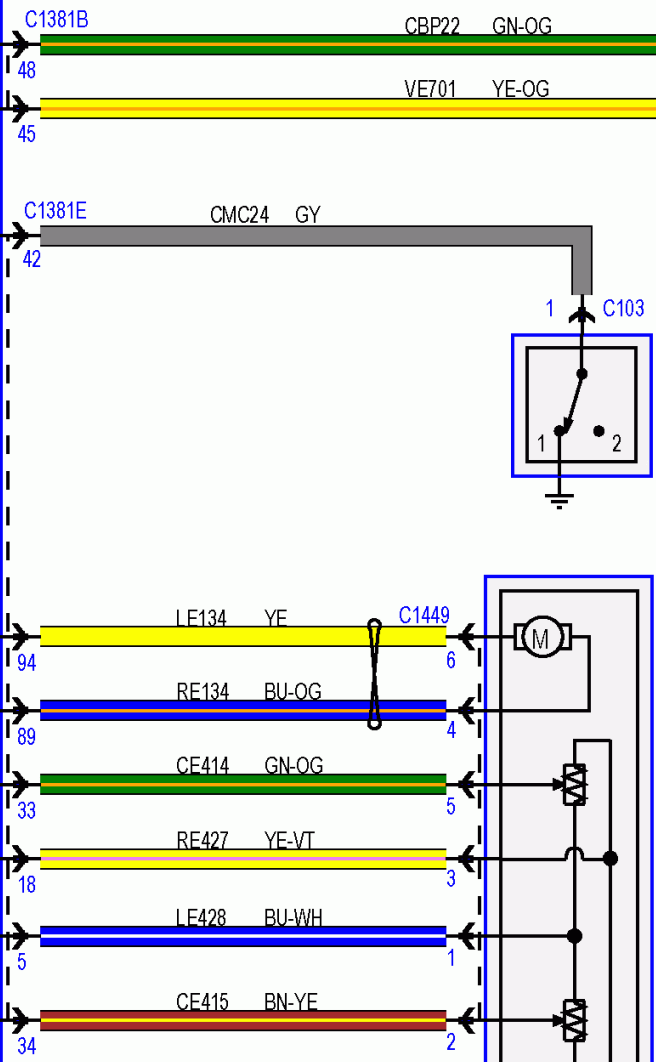 C1381B
CBP22 GN-OG
48
VE701 YE-OG
45
C1381E
CMC24 GY
42
1 C103
1 2
LE134 YE C1449
94 6
M
RE134 BU-OG
89 4
CE414 GN-OG
33 5
RE427 YE-VT
18 3
LE428 BU-WH
5 1
CE415 BN-YE
34 2